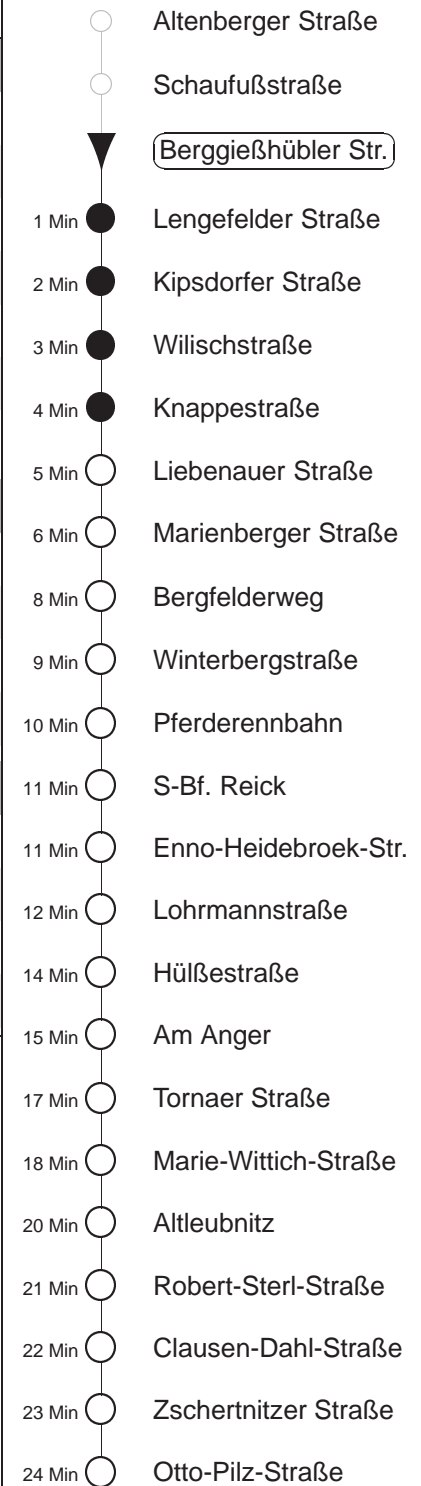 Altenberger Straße
Schaufußstraße
Berggießhübler Str.
1 Min Lengefelder Straße
2 Min Kipsdorfer Straße
3 Min Wilischstraße
4 Min Knappestraße
5 Min Liebenauer Straße
6 Min Marienberger Straße
8 Min Bergfelderweg
9 Min Winterbergstraße
10 Min Pferderennbahn
11 Min S-Bf. Reick
11 Min Enno-Heidebroek-Str.
12 Min Lohrmannstraße
14 Min Hülßestraße
15 Min Am Anger
17 Min Tornaer Straße
18 Min Marie-Wittich-Straße
20 Min Altleubnitz
21 Min Robert-Sterl-Straße
22 Min Clausen-Dahl-Straße
23 Min Zschertnitzer Straße
24 Min Otto-Pilz-Straße